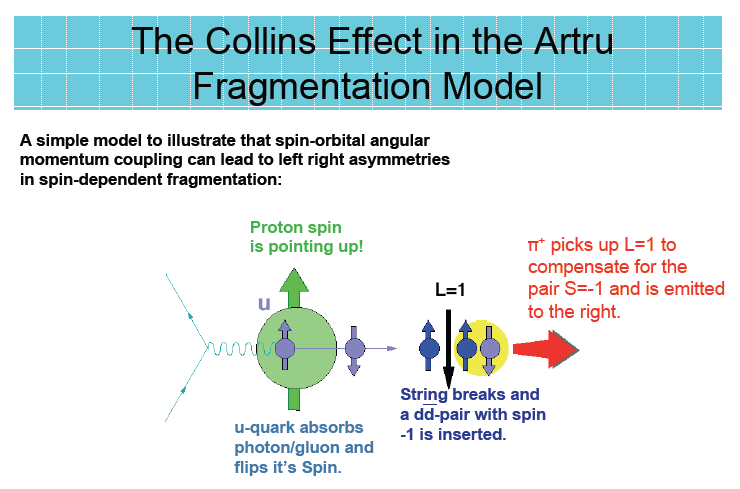 The Collins Effect in the Artru
Fragmentation Model
A simple model to illustrate that spin-orbital angular
momentum coupling can lead to left right asymmetries
in spin-dependent fragmentation:
Proton spin
is pointing up!
u
L=1
π⁺ picks up L=1 to
compensate for the
pair S=-1 and is emitted
to the right.
String breaks and
a dd̅-pair with spin
-1 is inserted.
u-quark absorbs
photon/gluon and
flips it's Spin.